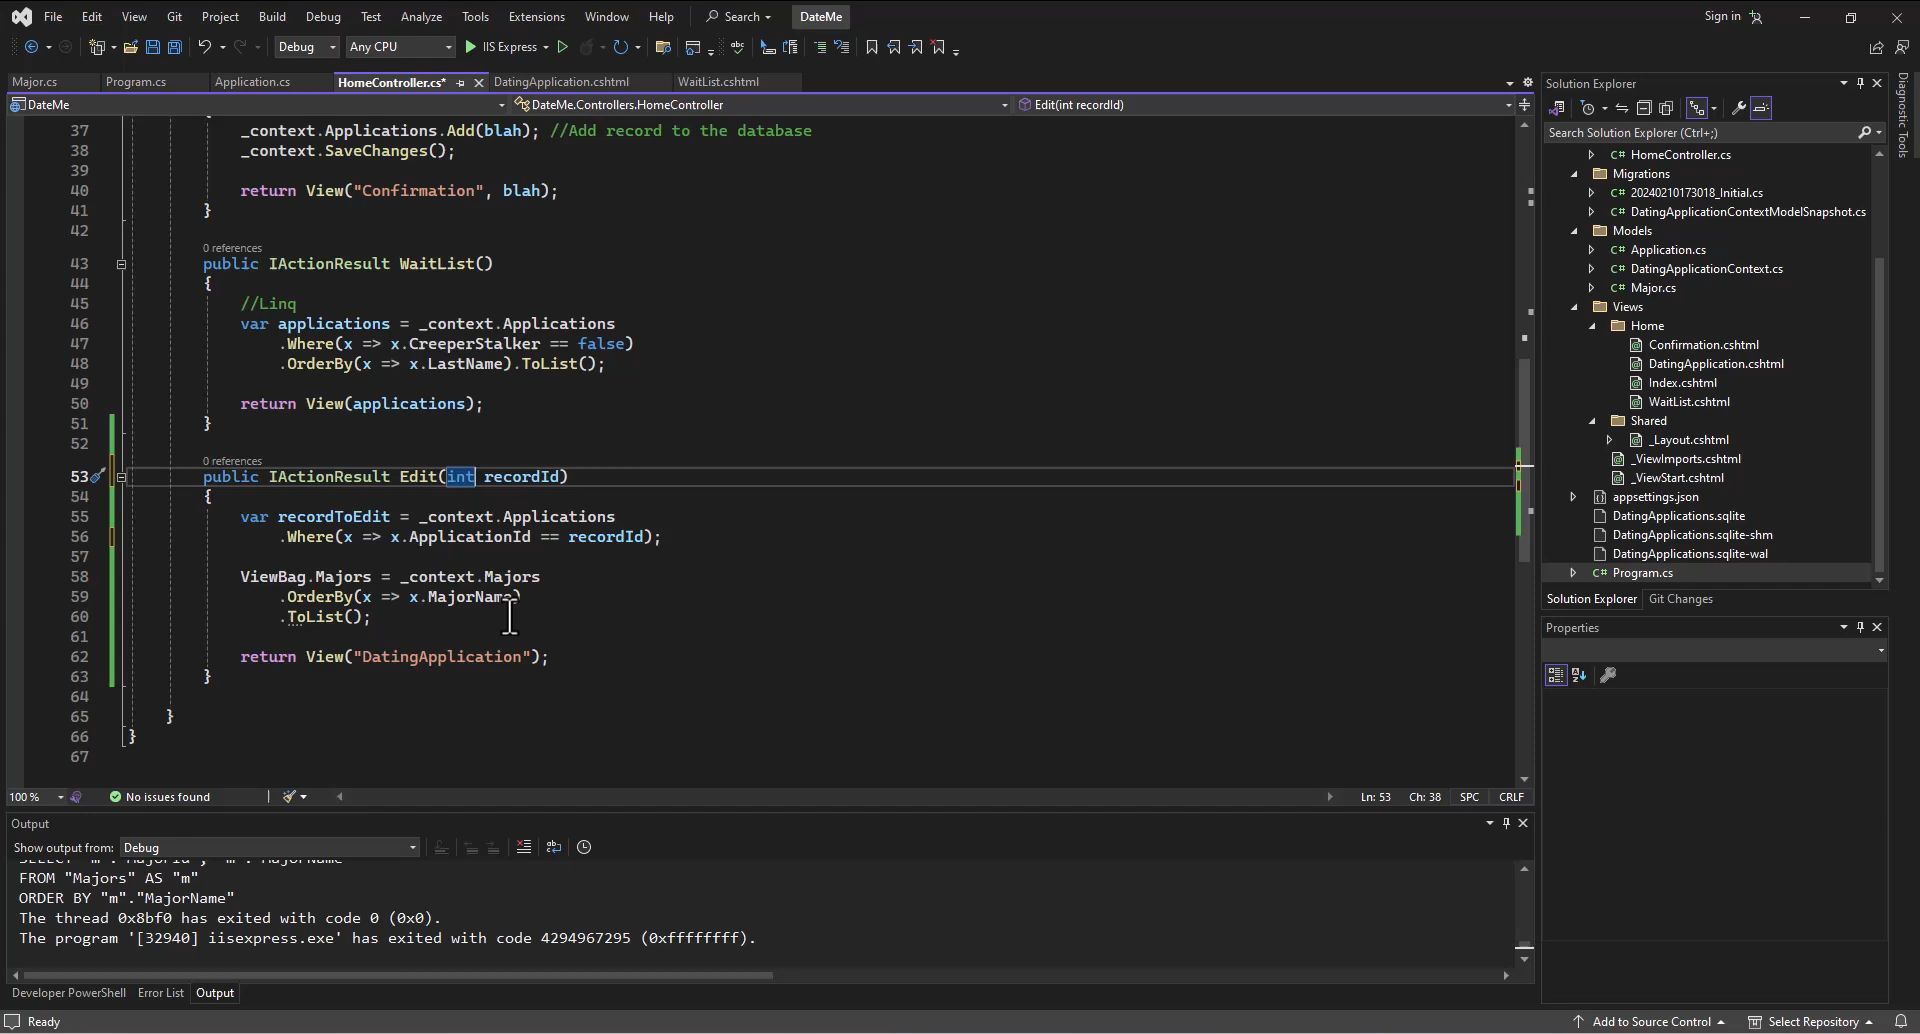 File Edit View Git Project Build Debug Test Analyze Tools Extensions Window Help Search DateMe Sign in
Debug Any CPU IIS Express
Major.cs Program.cs Application.cs HomeController.cs* DatingApplication.cshtml WaitList.cshtml
DateMe DateMe.Controllers.HomeController Edit(int recordId)
37 _context.Applications.Add(blah); //Add record to the database
38 _context.SaveChanges();
39
40 return View("Confirmation", blah);
41 }
42
0 references
43 public IActionResult WaitList()
44 {
45 //Linq
46 var applications = _context.Applications
47 .Where(x => x.CreeperStalker == false)
48 .OrderBy(x => x.LastName).ToList();
49
50 return View(applications);
51 }
52
0 references
53 public IActionResult Edit(int recordId)
54 {
55 var recordToEdit = _context.Applications
56 .Where(x => x.ApplicationId == recordId);
57
58 ViewBag.Majors = _context.Majors
59 .OrderBy(x => x.MajorName)
60 .ToList();
61
62 return View("DatingApplication");
63 }
64
65 }
66 }
67
100 % No issues found Ln: 53 Ch: 38 SPC CRLF
Output
Show output from: Debug
SELECT "m"."MajorId", "m"."MajorName"
FROM "Majors" AS "m"
ORDER BY "m"."MajorName"
The thread 0x8bf0 has exited with code 0 (0x0).
The program '[32940] iisexpress.exe' has exited with code 4294967295 (0xffffffff).
Developer PowerShell Error List Output
Ready
Solution Explorer
Search Solution Explorer (Ctrl+;)
C# HomeController.cs
Migrations
C# 20240210173018_Initial.cs
C# DatingApplicationContextModelSnapshot.cs
Models
C# Application.cs
C# DatingApplicationContext.cs
C# Major.cs
Views
Home
Confirmation.cshtml
DatingApplication.cshtml
Index.cshtml
WaitList.cshtml
Shared
_Layout.cshtml
_ViewImports.cshtml
_ViewStart.cshtml
appsettings.json
DatingApplications.sqlite
DatingApplications.sqlite-shm
DatingApplications.sqlite-wal
C# Program.cs
Solution Explorer Git Changes
Properties
Diagnostic Tools
Add to Source Control Select Repository